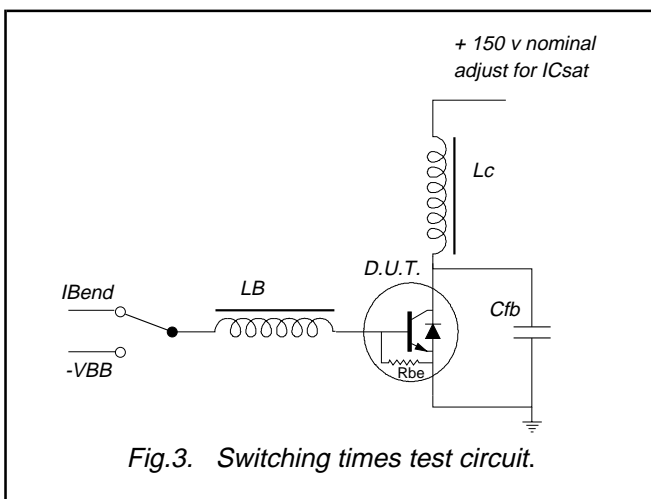 + 150 v nominal
adjust for ICsat
Lc
D.U.T.
LB
IBend
Cfb
-VBB
Rbe
Fig.3. Switching times test circuit.